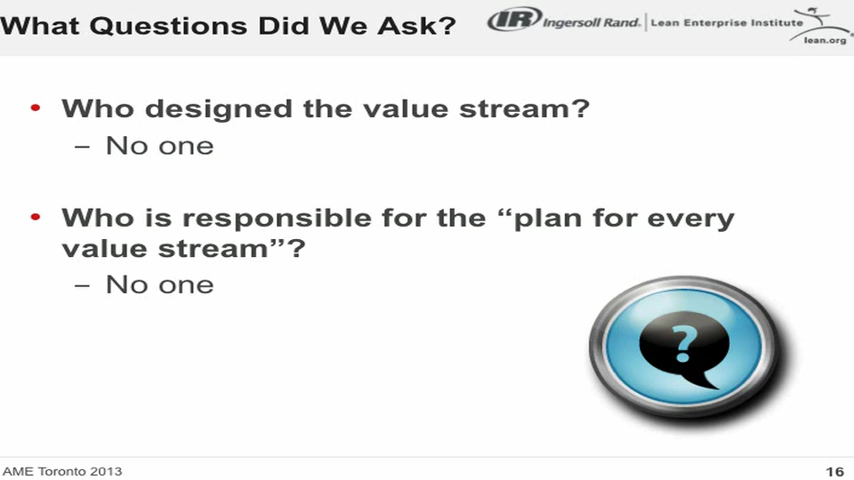 What Questions Did We Ask?
IR Ingersoll Rand. Lean Enterprise Institute
lean.org
• Who designed the value stream?
– No one
• Who is responsible for the “plan for every
value stream”?
– No one
?
AME Toronto 2013
16